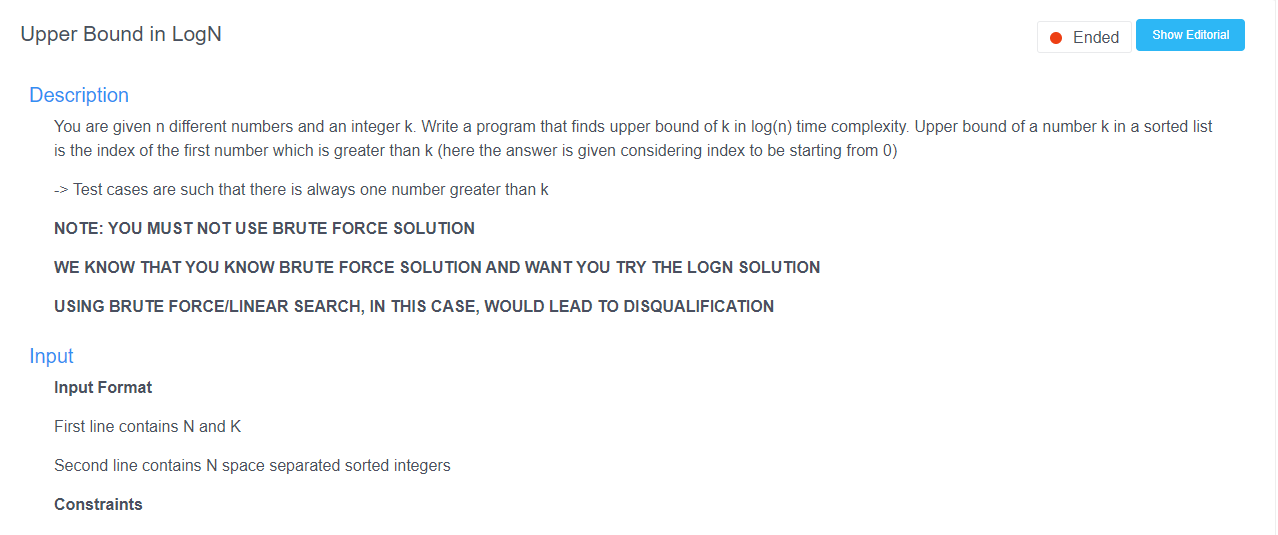 Upper Bound in LogN
Ended
Show Editorial
Description
You are given n different numbers and an integer k. Write a program that finds upper bound of k in log(n) time complexity. Upper bound of a number k in a sorted list
is the index of the first number which is greater than k (here the answer is given considering index to be starting from 0)
-> Test cases are such that there is always one number greater than k
NOTE: YOU MUST NOT USE BRUTE FORCE SOLUTION
WE KNOW THAT YOU KNOW BRUTE FORCE SOLUTION AND WANT YOU TRY THE LOGN SOLUTION
USING BRUTE FORCE/LINEAR SEARCH, IN THIS CASE, WOULD LEAD TO DISQUALIFICATION
Input
Input Format
First line contains N and K
Second line contains N space separated sorted integers
Constraints